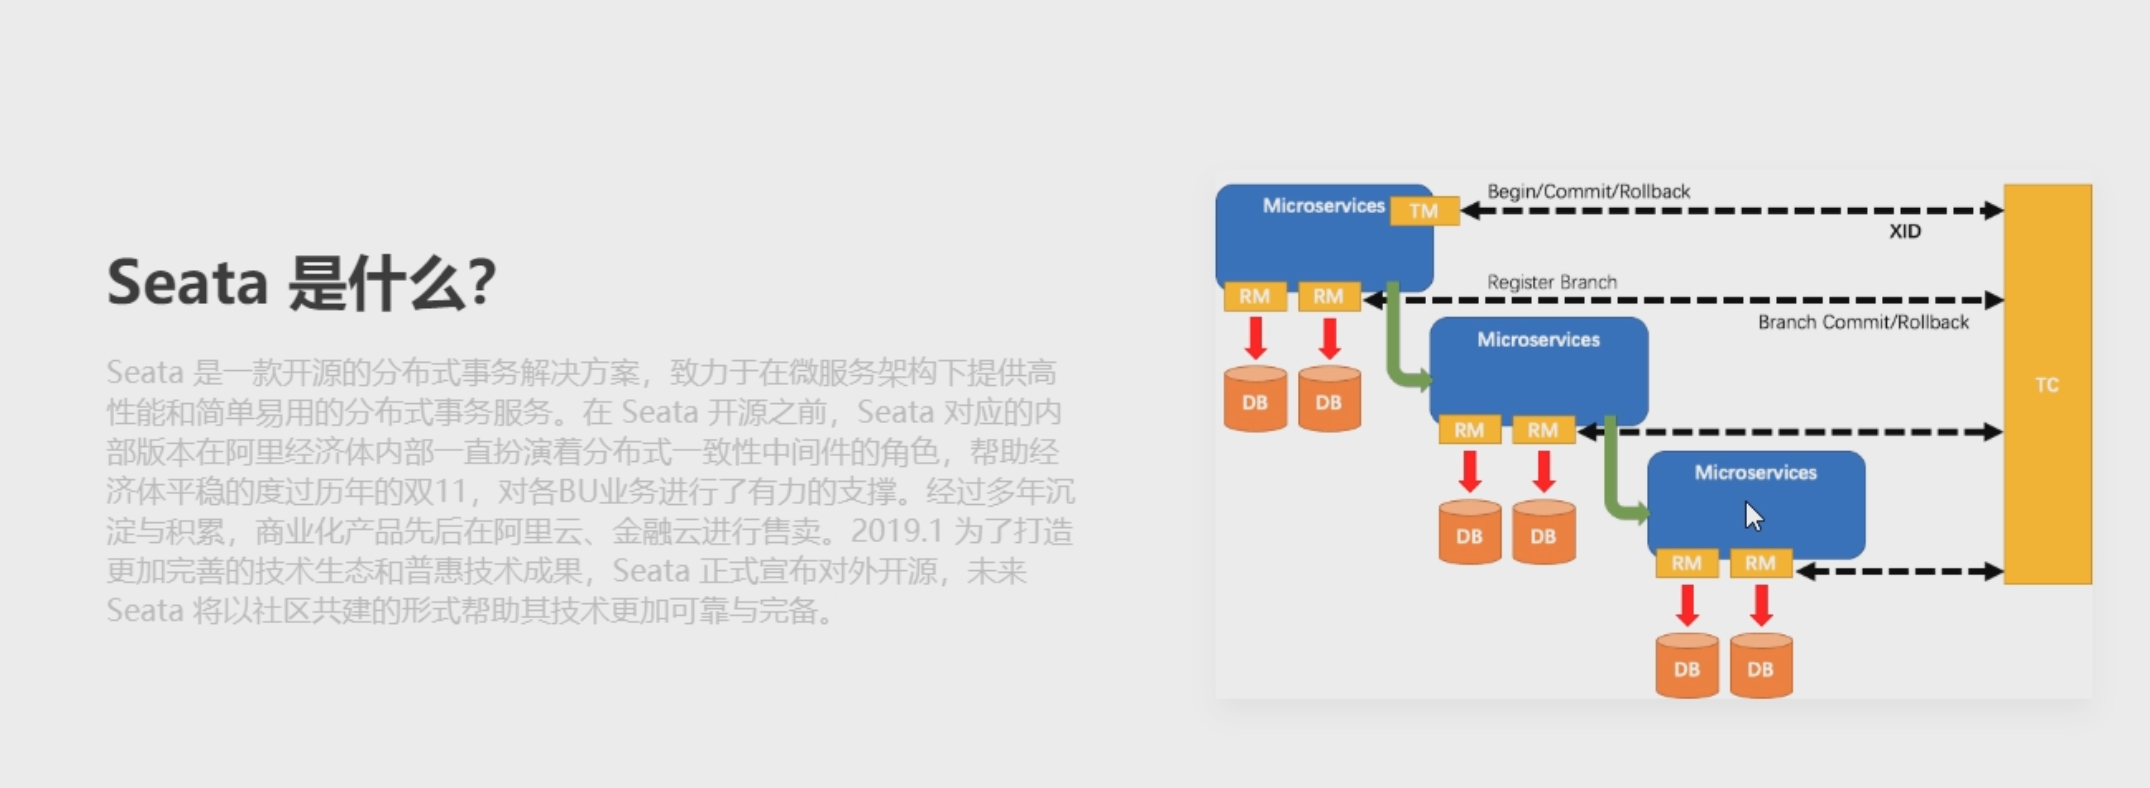 Seata 是什么?
Seata 是一款开源的分布式事务解决方案，致力于在微服务架构下提供高
性能和简单易用的分布式事务服务。在 Seata 开源之前，Seata 对应的内
部版本在阿里经济体内部一直扮演着分布式一致性中间件的角色，帮助经
济体平稳的度过历年的双11，对各BU业务进行了有力的支撑。经过多年沉
淀与积累，商业化产品先后在阿里云、金融云进行售卖。2019.1 为了打造
更加完善的技术生态和普惠技术成果，Seata 正式宣布对外开源，未来
Seata 将以社区共建的形式帮助其技术更加可靠与完备。
Begin/Commit/Rollback
Microservices TM
XID
Register Branch
RM RM
Branch Commit/Rollback
Microservices
TC
DB DB
RM RM
Microservices
DB DB
RM RM
DB DB